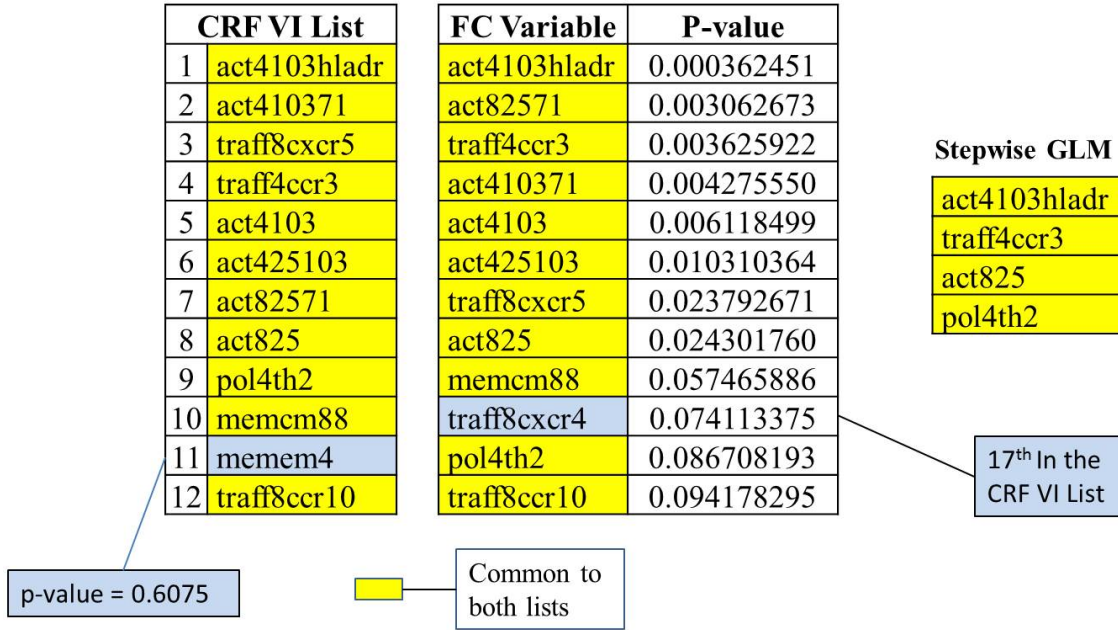 CRF VI List
1 act4103hladr
2 act410371
3 traff8cxcr5
4 traff4ccr3
5 act4103
6 act425103
7 act82571
8 act825
9 pol4th2
10 memcm88
11 memem4
12 traff8ccr10
FC Variable P-value
act4103hladr 0.000362451
act82571 0.003062673
traff4ccr3 0.003625922
act410371 0.004275550
act4103 0.006118499
act425103 0.010310364
traff8cxcr5 0.023792671
act825 0.024301760
memcm88 0.057465886
traff8cxcr4 0.074113375
pol4th2 0.086708193
traff8ccr10 0.094178295
Stepwise GLM
act4103hladr
traff4ccr3
act825
pol4th2
17th In the
CRF VI List
p-value = 0.6075
Common to
both lists